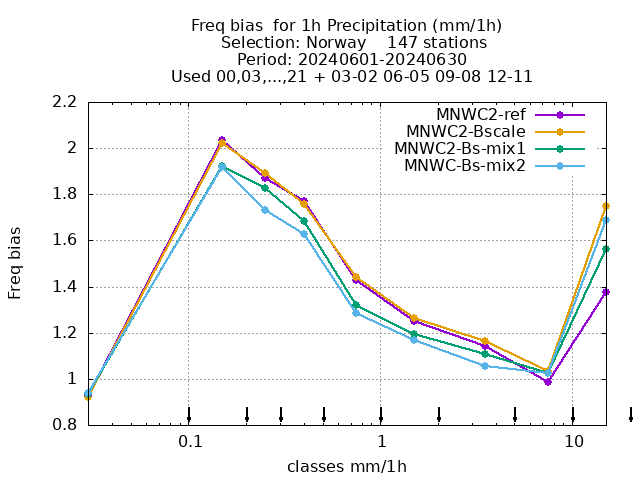 Freq bias  for 1h Precipitation (mm/1h)
Selection: Norway    147 stations
Period: 20240601-20240630
Used 00,03,...,21 + 03-02 06-05 09-08 12-11
MNWC2-ref
MNWC2-Bscale
MNWC2-Bs-mix1
MNWC-Bs-mix2
Freq bias
2.2
2
1.8
1.6
1.4
1.2
1
0.8
0.1 1 10
classes mm/1h